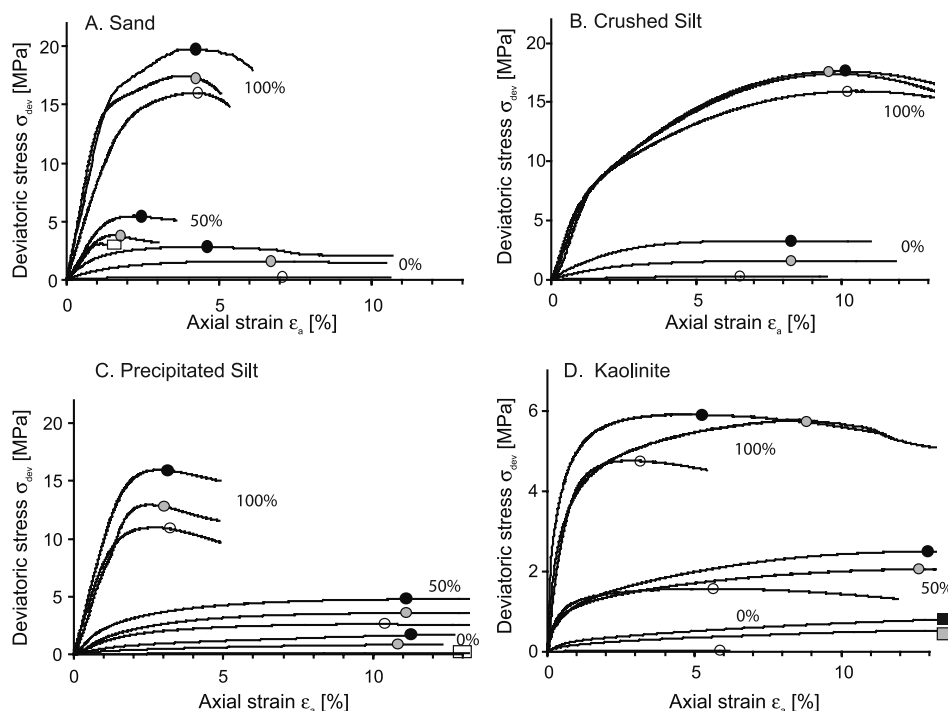 A. Sand
Deviatoric stress σdev [MPa]
20
15
10
5
0
100%
50%
0%
0 5 10
Axial strain εa [%]
B. Crushed Silt
Deviatoric stress σdev [MPa]
20
15
10
5
0
100%
0%
0 5 10
Axial strain εa [%]
C. Precipitated Silt
Deviatoric stress σdev [MPa]
20
15
10
5
0
100%
50%
0%
0 5 10
Axial strain εa [%]
D. Kaolinite
Deviatoric stress σdev [MPa]
6
4
2
0
100%
50%
0%
0 5 10
Axial strain εa [%]